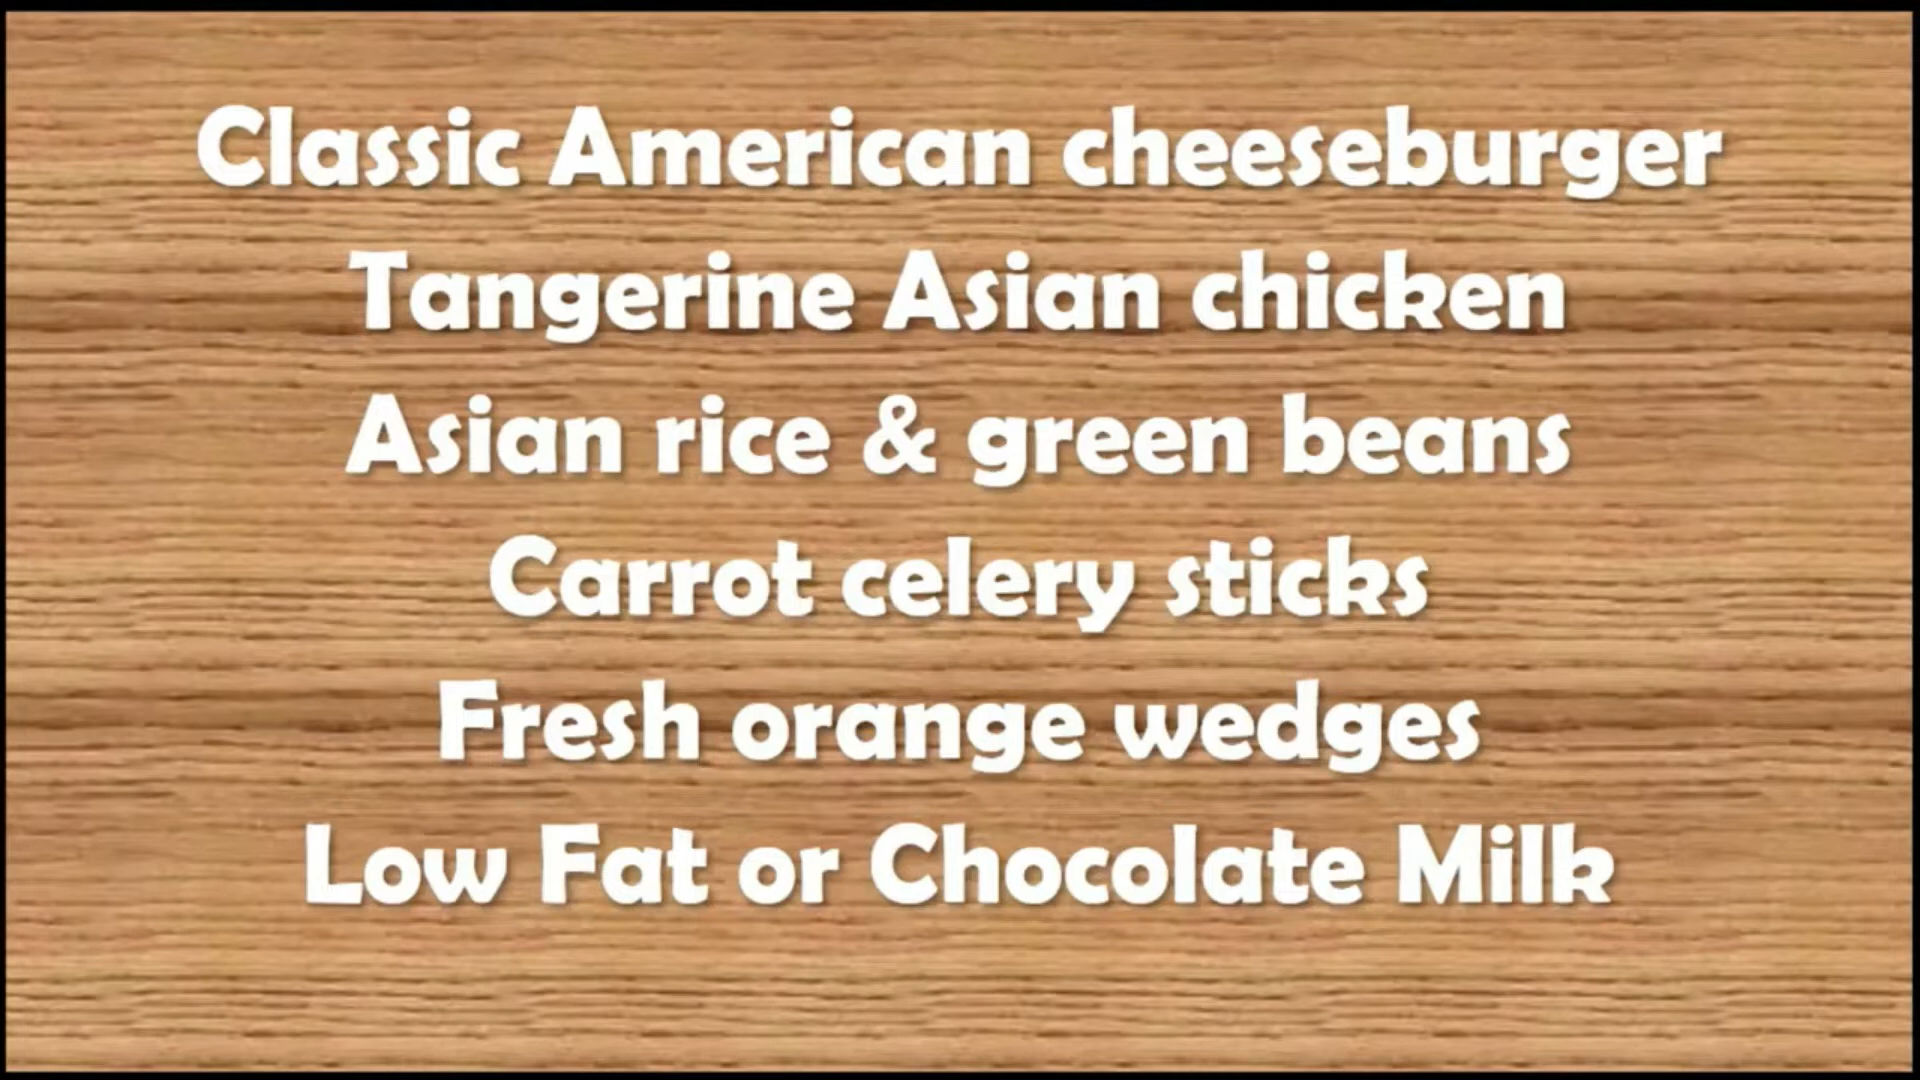 Classic American cheeseburger
Tangerine Asian chicken
Asian rice & green beans
Carrot celery sticks
Fresh orange wedges
Low Fat or Chocolate Milk